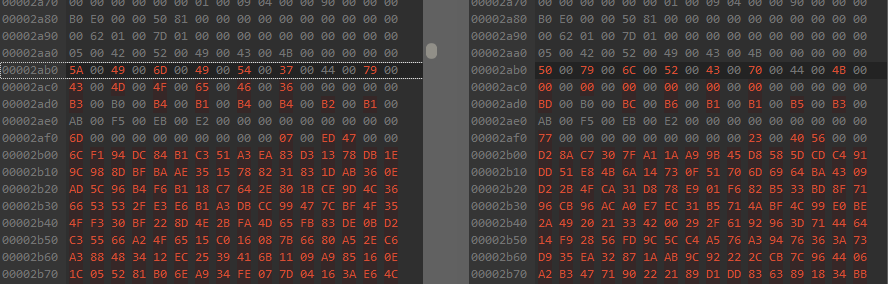 00002a70 00 00 00 00 00 00 01 00 09 04 00 00 90 00 00 00 00002a70 00 00 00 00 00 00 01 00 09 04 00 00 90 00 00 00
00002a80 B0 E0 00 00 50 81 00 00 00 00 00 00 00 00 00 00 00002a80 B0 E0 00 00 50 81 00 00 00 00 00 00 00 00 00 00
00002a90 00 62 01 00 7D 01 00 00 00 00 00 00 00 00 00 00 00002a90 00 62 01 00 7D 01 00 00 00 00 00 00 00 00 00 00
00002aa0 05 00 42 00 52 00 49 00 43 00 4B 00 00 00 00 00 00002aa0 05 00 42 00 52 00 49 00 43 00 4B 00 00 00 00 00
00002ab0 5A 00 49 00 6D 00 49 00 54 00 37 00 44 00 79 00 00002ab0 50 00 79 00 6C 00 52 00 43 00 70 00 44 00 4B 00
00002ac0 43 00 4D 00 4F 00 65 00 46 00 36 00 00 00 00 00 00002ac0 00 00 00 00 00 00 00 00 00 00 00 00 00 00 00 00
00002ad0 B3 00 B0 00 B4 00 B1 00 B4 00 B4 00 B2 00 B1 00 00002ad0 BD 00 B0 00 BC 00 B6 00 B1 00 B1 00 B5 00 B3 00
00002ae0 AB 00 F5 00 EB 00 E2 00 00 00 00 00 00 00 00 00 00002ae0 AB 00 F5 00 EB 00 E2 00 00 00 00 00 00 00 00 00
00002af0 6D 00 00 00 00 00 00 00 00 00 07 00 ED 47 00 00 00002af0 77 00 00 00 00 00 00 00 00 00 23 00 40 56 00 00
00002b00 6C F1 94 DC 84 B1 C3 51 A3 EA 83 D3 13 78 DB 1E 00002b00 D2 8A C7 30 7F A1 1A A9 9B 45 D8 58 5D CD C4 91
00002b10 9C 98 8D BF BA AE 35 15 78 82 31 83 1D AB 36 0E 00002b10 DD 51 E8 4B 6A 14 73 0F 51 70 6D 69 64 BA 43 09
00002b20 AD 5C 96 B4 F6 B1 18 C7 64 2E 80 1B CE 9D 4C 36 00002b20 D2 2B 4F CA 31 D8 78 E9 01 F6 82 B5 33 BD 8F 71
00002b30 66 53 53 2F E3 E6 B1 A3 DB CC 99 47 7C BF 4F 35 00002b30 96 CB 96 AC A0 E7 EC 31 B5 71 4A BF 4C 99 E0 BE
00002b40 4F F3 30 BF 22 8D 4E 2B FA 4D 65 FB 83 DE 0B D2 00002b40 2A 49 20 21 33 42 00 29 2F 61 92 96 3D 71 44 64
00002b50 C3 55 66 A2 4F 65 15 C0 16 08 7B 66 80 A5 2E C6 00002b50 14 F9 28 56 FD 9C 5C C4 A5 76 A3 94 76 36 3A 73
00002b60 A3 88 48 34 12 EC 25 39 41 6B 11 09 A9 85 16 0E 00002b60 D9 35 EA 32 87 1A AB 9C 92 22 2C CB 7C 96 44 06
00002b70 1C 05 52 81 B0 6E A9 34 FE 07 7D 04 16 3A E6 4C 00002b70 A2 B3 47 71 90 22 21 89 D1 DD 83 63 89 18 34 BB